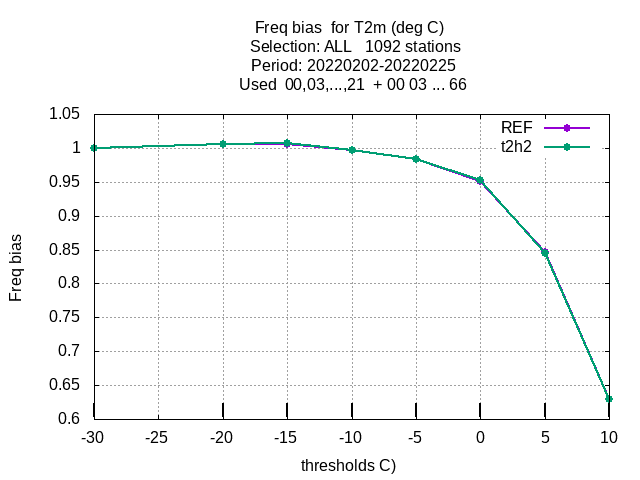 Freq bias  for T2m (deg C)
Selection: ALL   1092 stations
Period: 20220202-20220225
Used  00,03,...,21  + 00 03 ... 66
REF
t2h2
1.05
1
0.95
0.9
0.85
0.8
0.75
0.7
0.65
0.6
Freq bias
-30 -25 -20 -15 -10 -5 0 5 10
thresholds C)